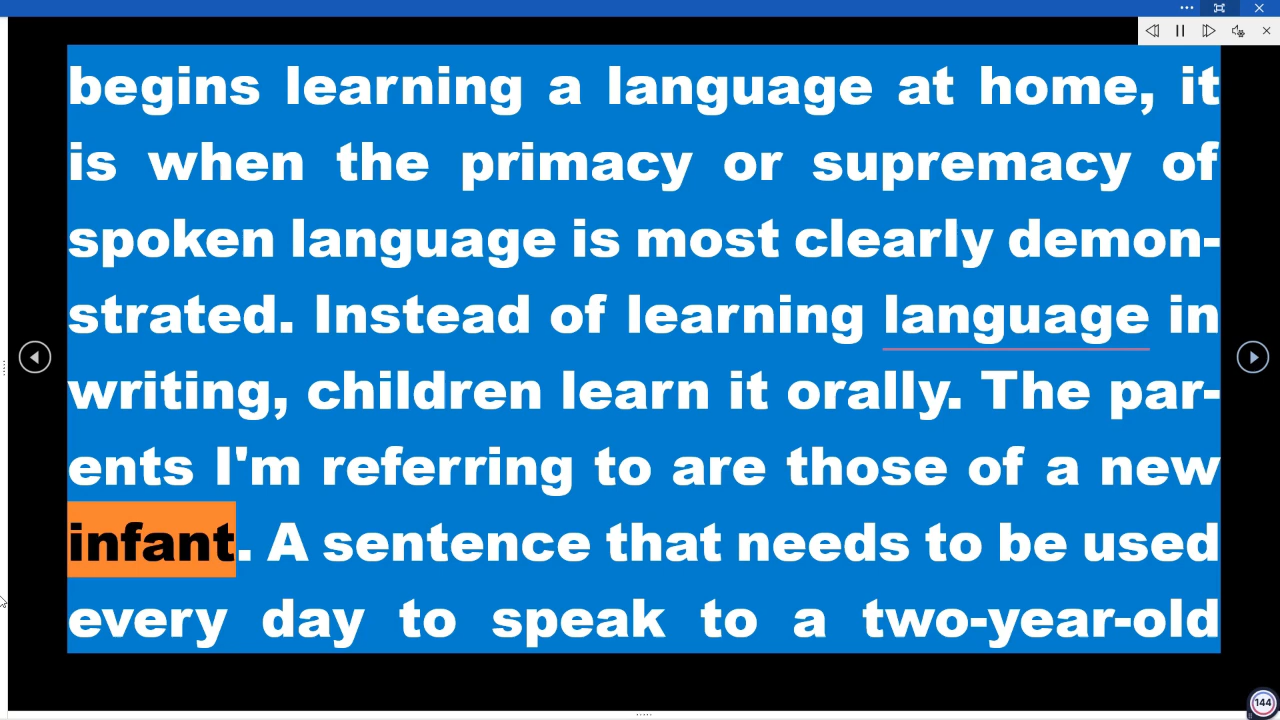 begins learning a language at home, it
is when the primacy or supremacy of
spoken language is most clearly demon-
strated. Instead of learning language in
writing, children learn it orally. The par-
ents I'm referring to are those of a new
infant. A sentence that needs to be used
every day to speak to a two-year-old
144